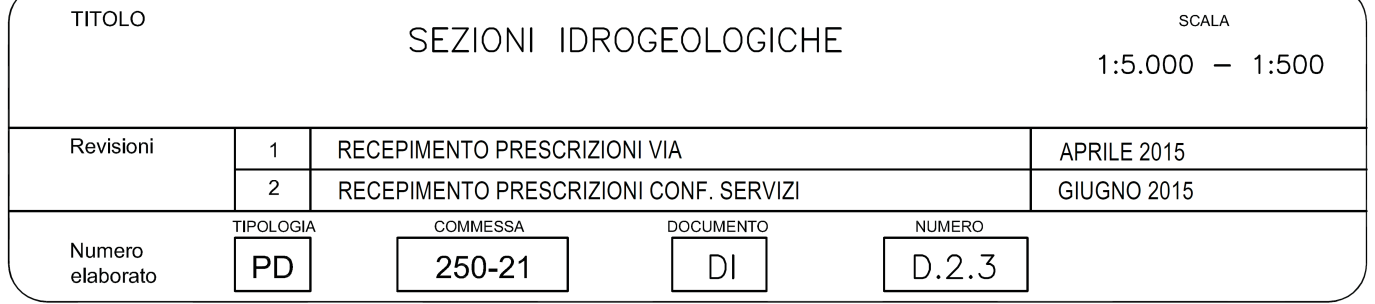 TITOLO
SEZIONI IDROGEOLOGICHE
SCALA
1:5.000 – 1:500
Revisioni
1 RECEPIMENTO PRESCRIZIONI VIA APRILE 2015
2 RECEPIMENTO PRESCRIZIONI CONF. SERVIZI GIUGNO 2015
Numero
elaborato
TIPOLOGIA COMMESSA DOCUMENTO NUMERO
PD 250-21 DI D.2.3